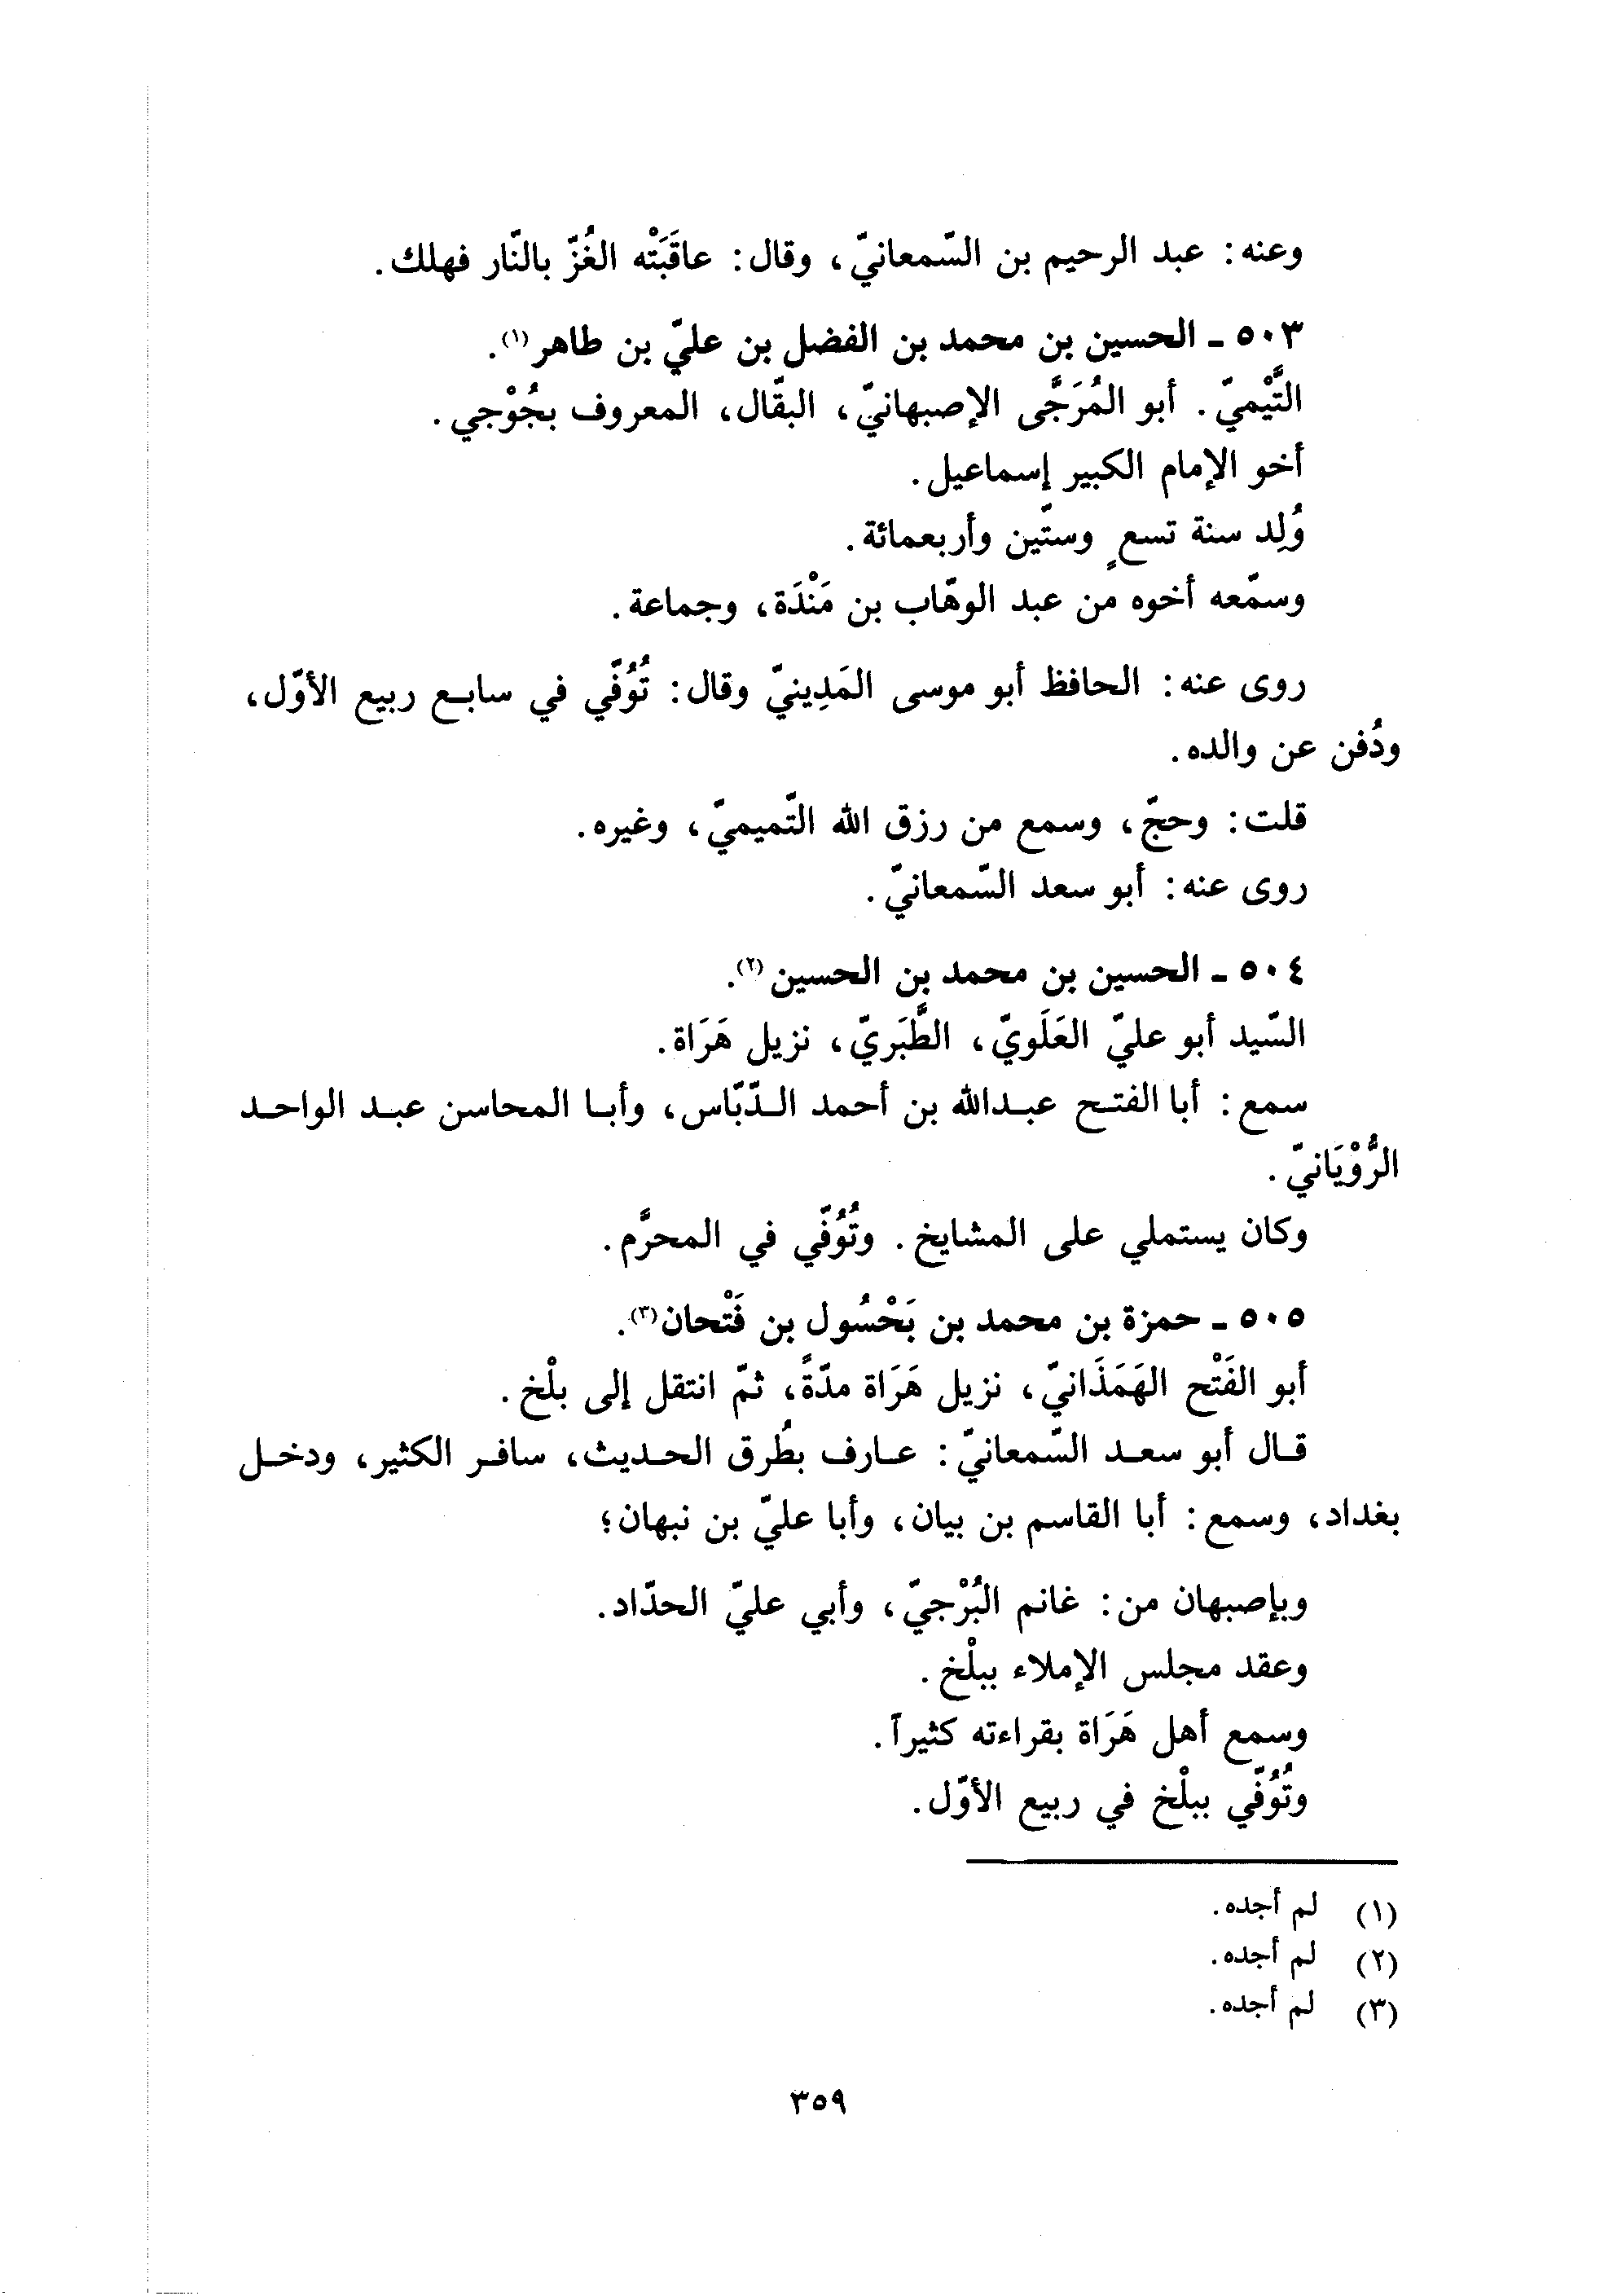 وعنه: عبد الرحيم بن السّمعانيّ، وقال: عاقَبَتْه الغُزّ بالنّار فهلك.
٥٠٣ ـ الحسين بن محمد بن الفضل بن عليّ بن طاهر(١).
التَّيْميّ. أبو المُرَجَّى الإصبهانيّ، البقّال، المعروف بجُوْجي.
أخو الإمام الكبير إسماعيل.
وُلِد سنة تسعٍ وستّين وأربعمائة.
وسمّعه أخوه من عبد الوهّاب بن مَنْدَة، وجماعة.
روى عنه: الحافظ أبو موسى المَدِينيّ وقال: تُوُفّي في سابع ربيع الأوّل،
ودُفن عن والده.
قلت: وحجّ، وسمع من رزق الله التّميميّ، وغيره.
روى عنه: أبو سعد السّمعانيّ.
٥٠٤ ـ الحسين بن محمد بن الحسين(٢).
السّيد أبو عليّ العَلَويّ، الطَّبَريّ، نزيل هَرَاة.
سمع: أبا الفتح عبدالله بن أحمد الدّبّاس، وأبا المحاسن عبد الواحد
الرُّوْيَانيّ.
وكان يستملي على المشايخ. وتُوُفّي في المحرَّم.
٥٠٥ ـ حمزة بن محمد بن بَحْسُول بن فَتْحان(٣).
أبو الفَتْح الهَمَذَانيّ، نزيل هَرَاة مدّةً، ثمّ انتقل إلى بلْخ.
قال أبو سعد السّمعانيّ: عارف بطُرق الحديث، سافر الكثير، ودخل
بغداد، وسمع: أبا القاسم بن بيان، وأبا عليّ بن نبهان؛
وبإصبهان من: غانم البُرْجيّ، وأبي عليّ الحدّاد.
وعقد مجلس الإملاء ببلْخ.
وسمع أهل هَرَاة بقراءته كثيراً.
وتُوُفّي ببلْخ في ربيع الأوّل.
(١) لم أجده.
(٢) لم أجده.
(٣) لم أجده.
٣٥٩